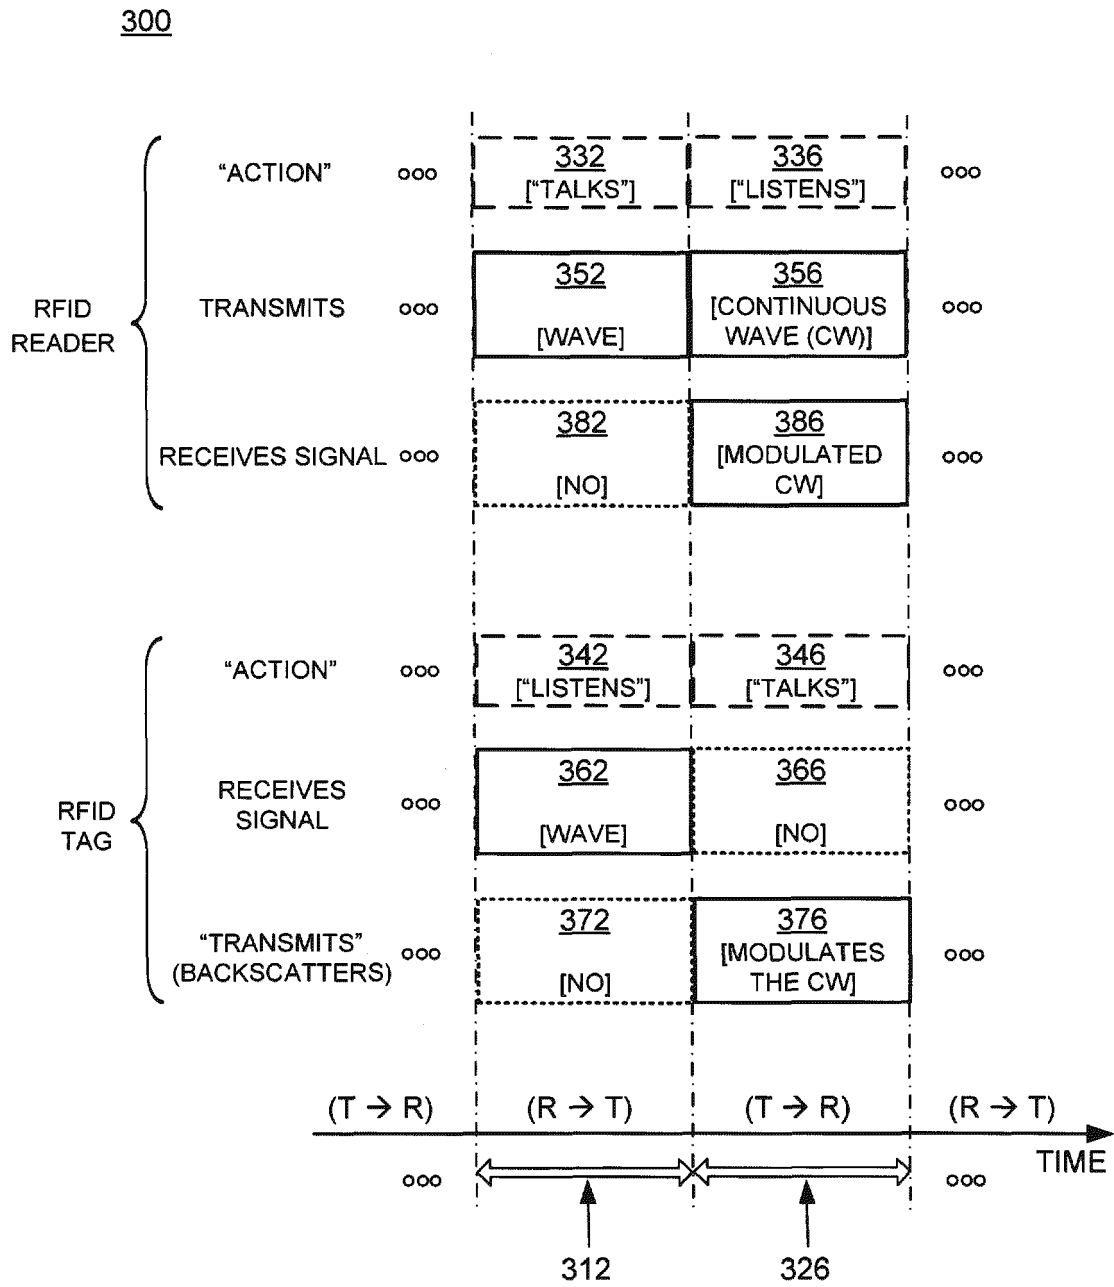 300
"ACTION" ooo 332 336 ooo
["TALKS"] ["LISTENS"]
RFID
READER
TRANSMITS ooo 352 356 ooo
[WAVE] [CONTINUOUS
WAVE (CW)]
RECEIVES SIGNAL ooo 382 386 ooo
[NO] [MODULATED
CW]
"ACTION" ooo 342 346 ooo
["LISTENS"] ["TALKS"]
RFID
TAG
RECEIVES
SIGNAL ooo 362 366 ooo
[WAVE] [NO]
"TRANSMITS"
(BACKSCATTERS) ooo 372 376 ooo
[NO] [MODULATES
THE CW]
(T → R) (R → T) (T → R) (R → T)
TIME
ooo ooo
312 326